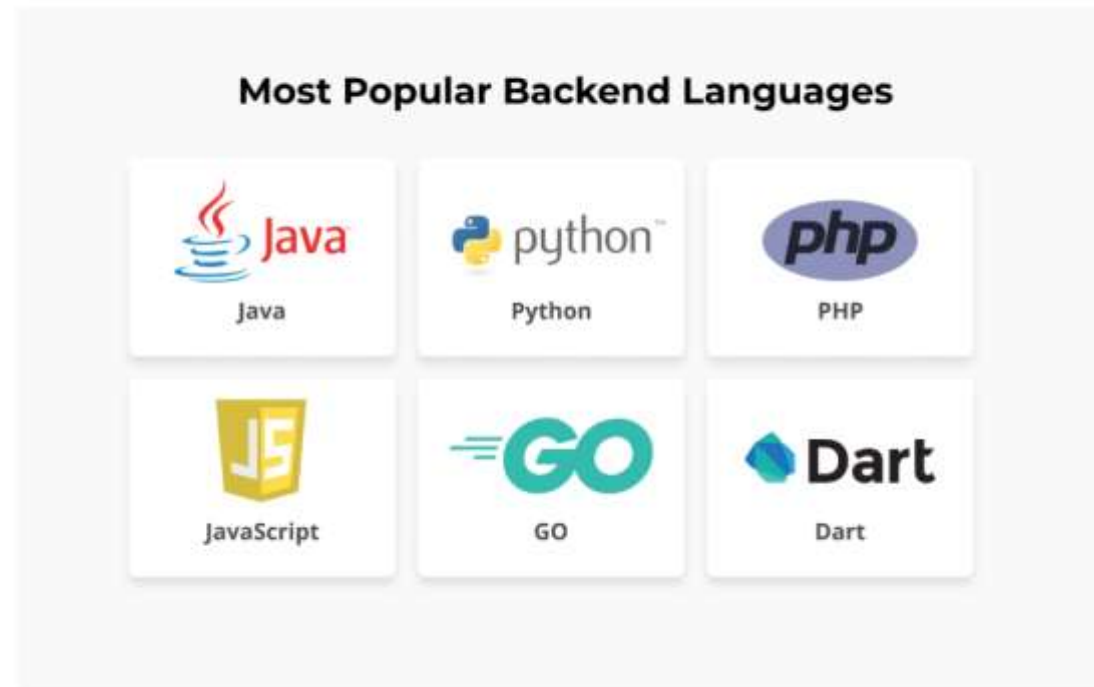 Most Popular Backend Languages
Java
python™
php
Java
Python
PHP
JS
GO
Dart
JavaScript
GO
Dart